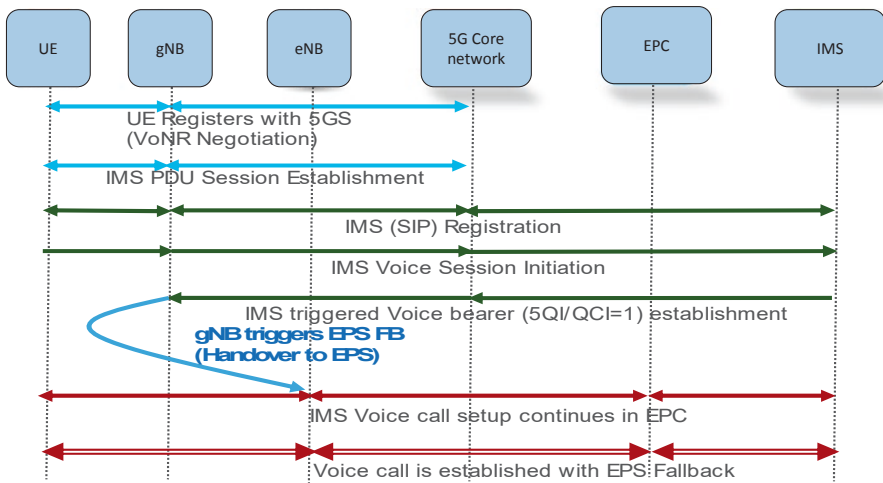 UE
gNB
eNB
5G Core
network
EPC
IMS
UE Registers with 5GS
(VoNR Negotiation)
IMS PDU Session Establishment
IMS (SIP) Registration
IMS Voice Session Initiation
IMS triggered Voice bearer (5QI/QCI=1) establishment
gNB triggers EPS FB
(Handover to EPS)
IMS Voice call setup continues in EPC
Voice call is established with EPS Fallback